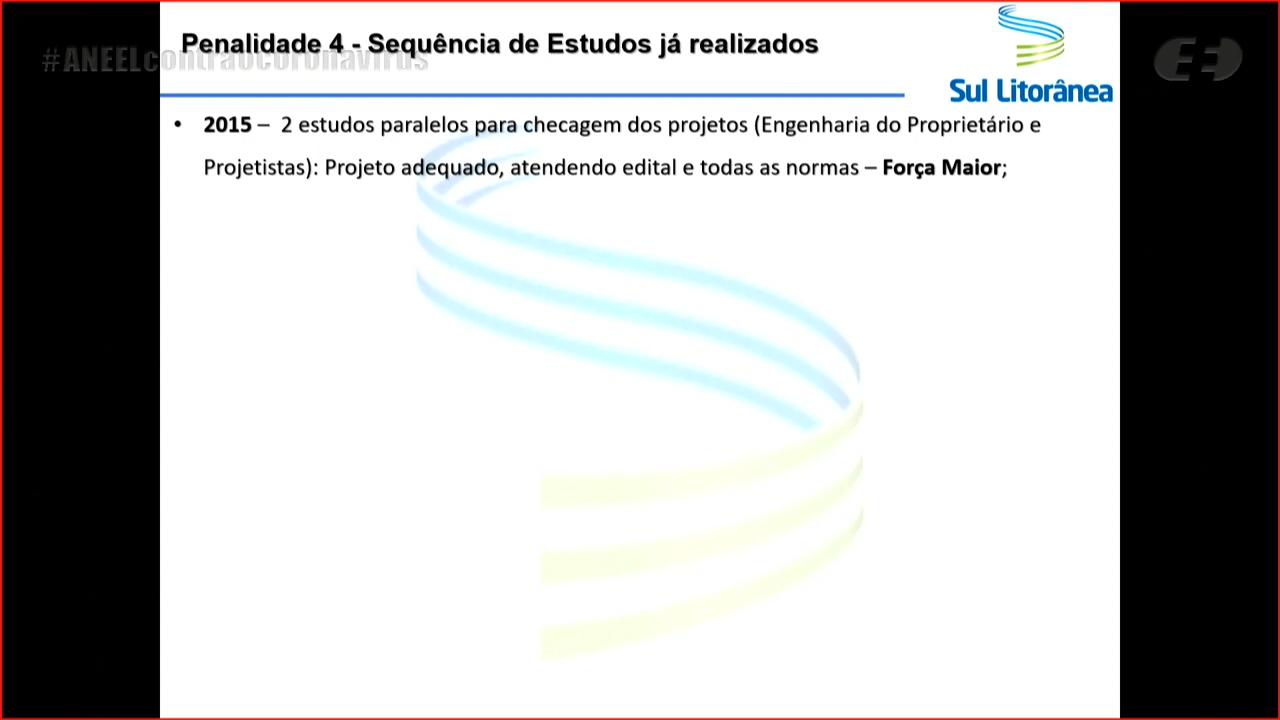 Penalidade 4 - Sequência de Estudos já realizados
#ANEELcontraocoronavírus
Sul Litorânea
• 2015 – 2 estudos paralelos para checagem dos projetos (Engenharia do Proprietário e
Projetistas): Projeto adequado, atendendo edital e todas as normas – Força Maior;